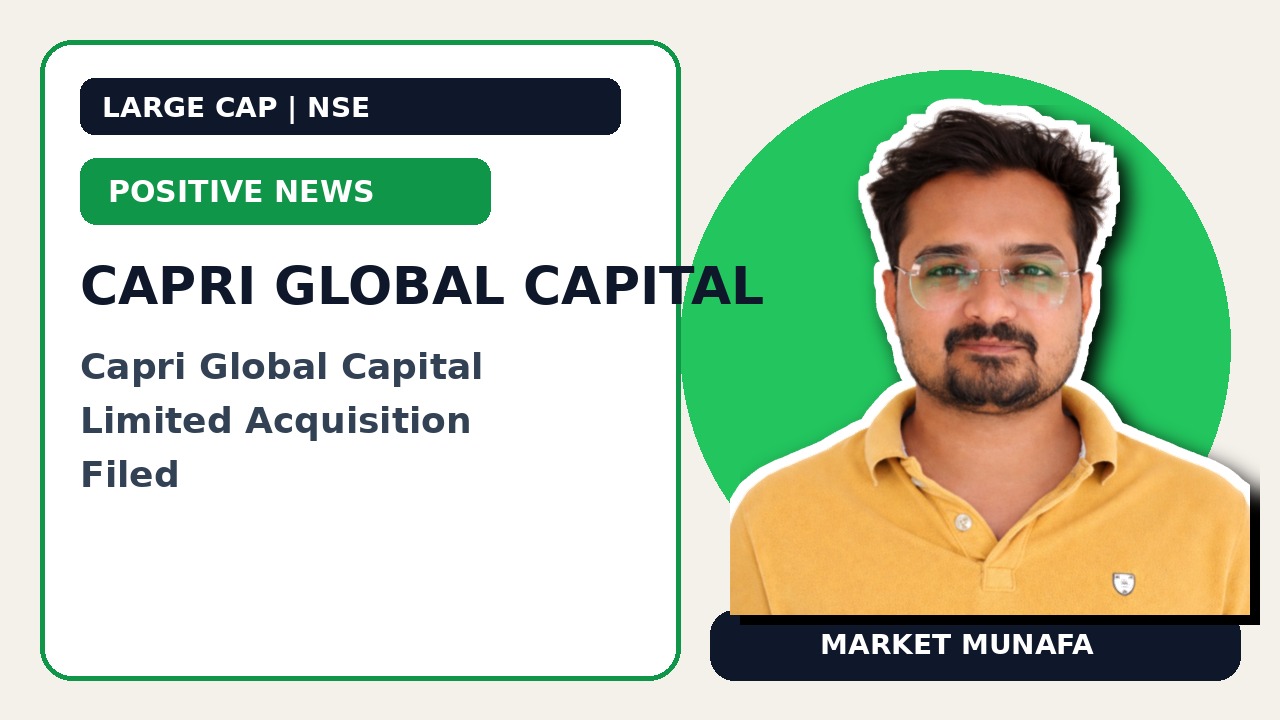 LARGE CAP | NSE
POSITIVE NEWS
CAPRI GLOBAL CAPITAL
Capri Global Capital
Limited Acquisition
Filed
MARKET MUNAFA